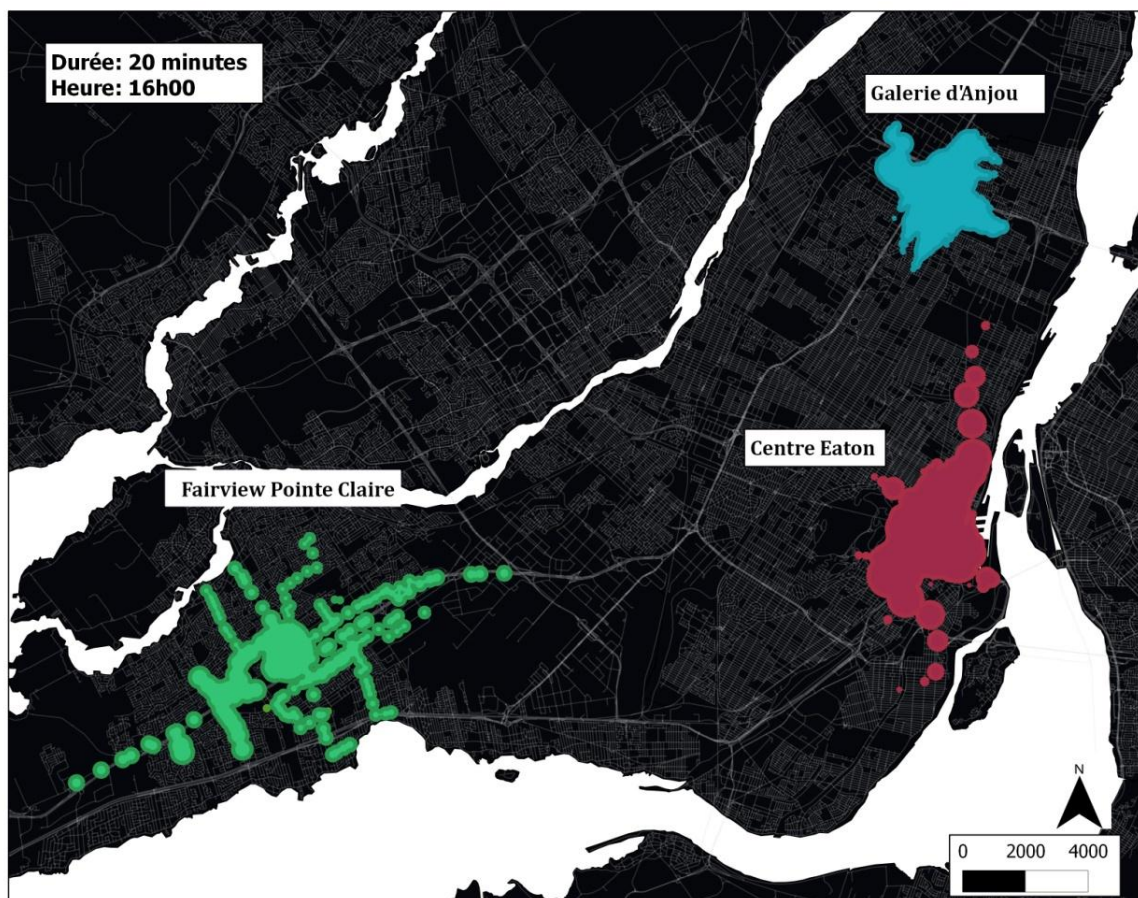 Durée: 20 minutes
Heure: 16h00
Galerie d'Anjou
Centre Eaton
Fairview Pointe Claire
N
0 2000 4000